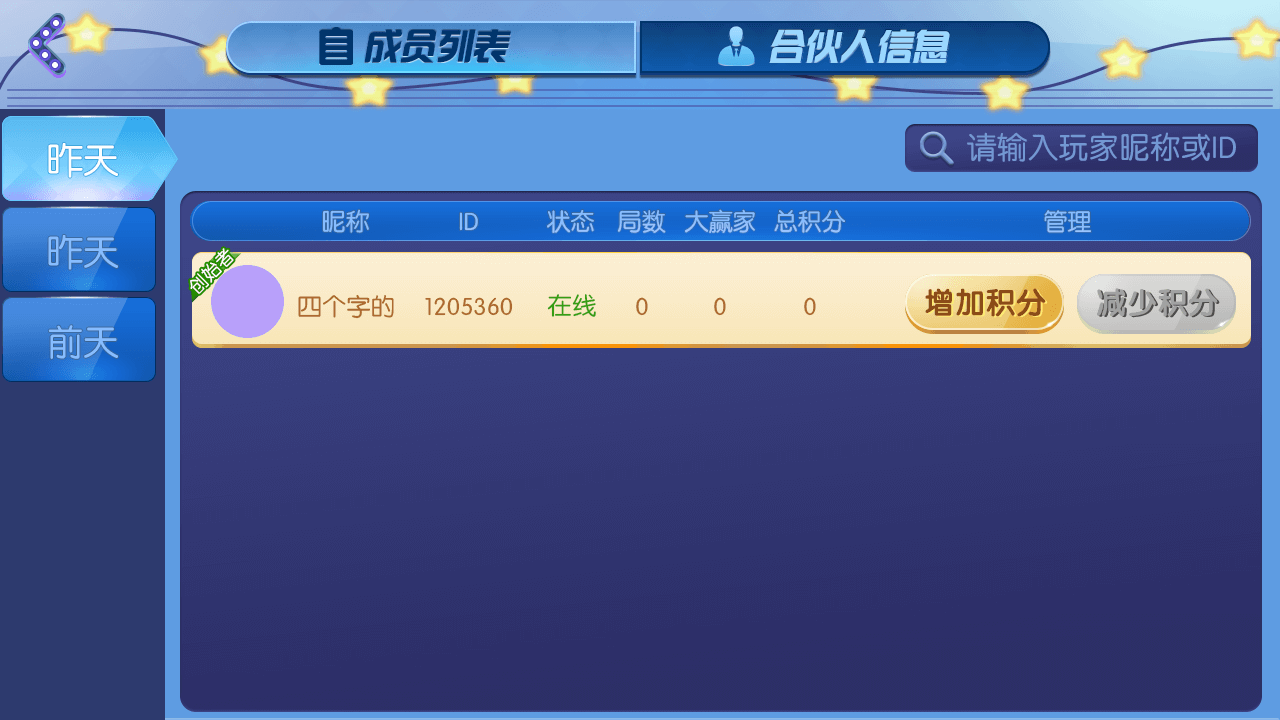 成员列表 合伙人信息
昨天
昨天
前天
请输入玩家昵称或ID
昵称 ID 状态 局数 大赢家 总积分 管理
创始者
四个字的 1205360 在线 0 0 0 增加积分 减少积分